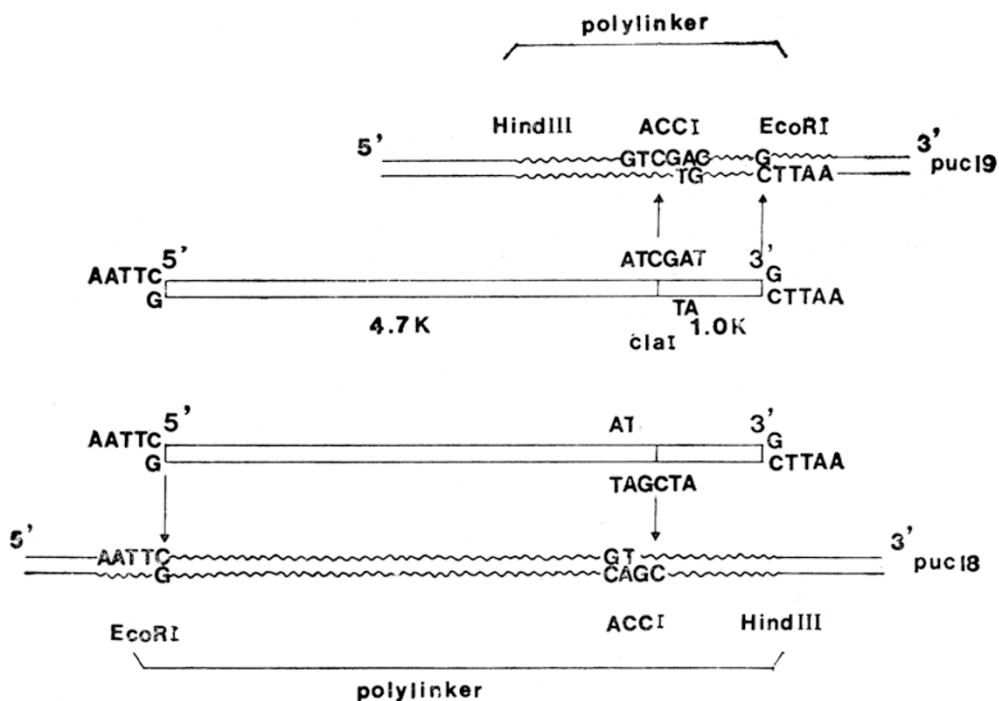 polylinker
HindIII ACCI EcoRI
5' GTCGAC G 3'
TG CTTAA puc19
5' ATCGAT 3'
AATTC G
G CTTAA
4.7K TA 1.0K
claI
5' AT 3'
AATTC G
G CTTAA
TAGCTA
5' AATTC GT 3'
G CAGC puc18
EcoRI ACCI HindIII
polylinker